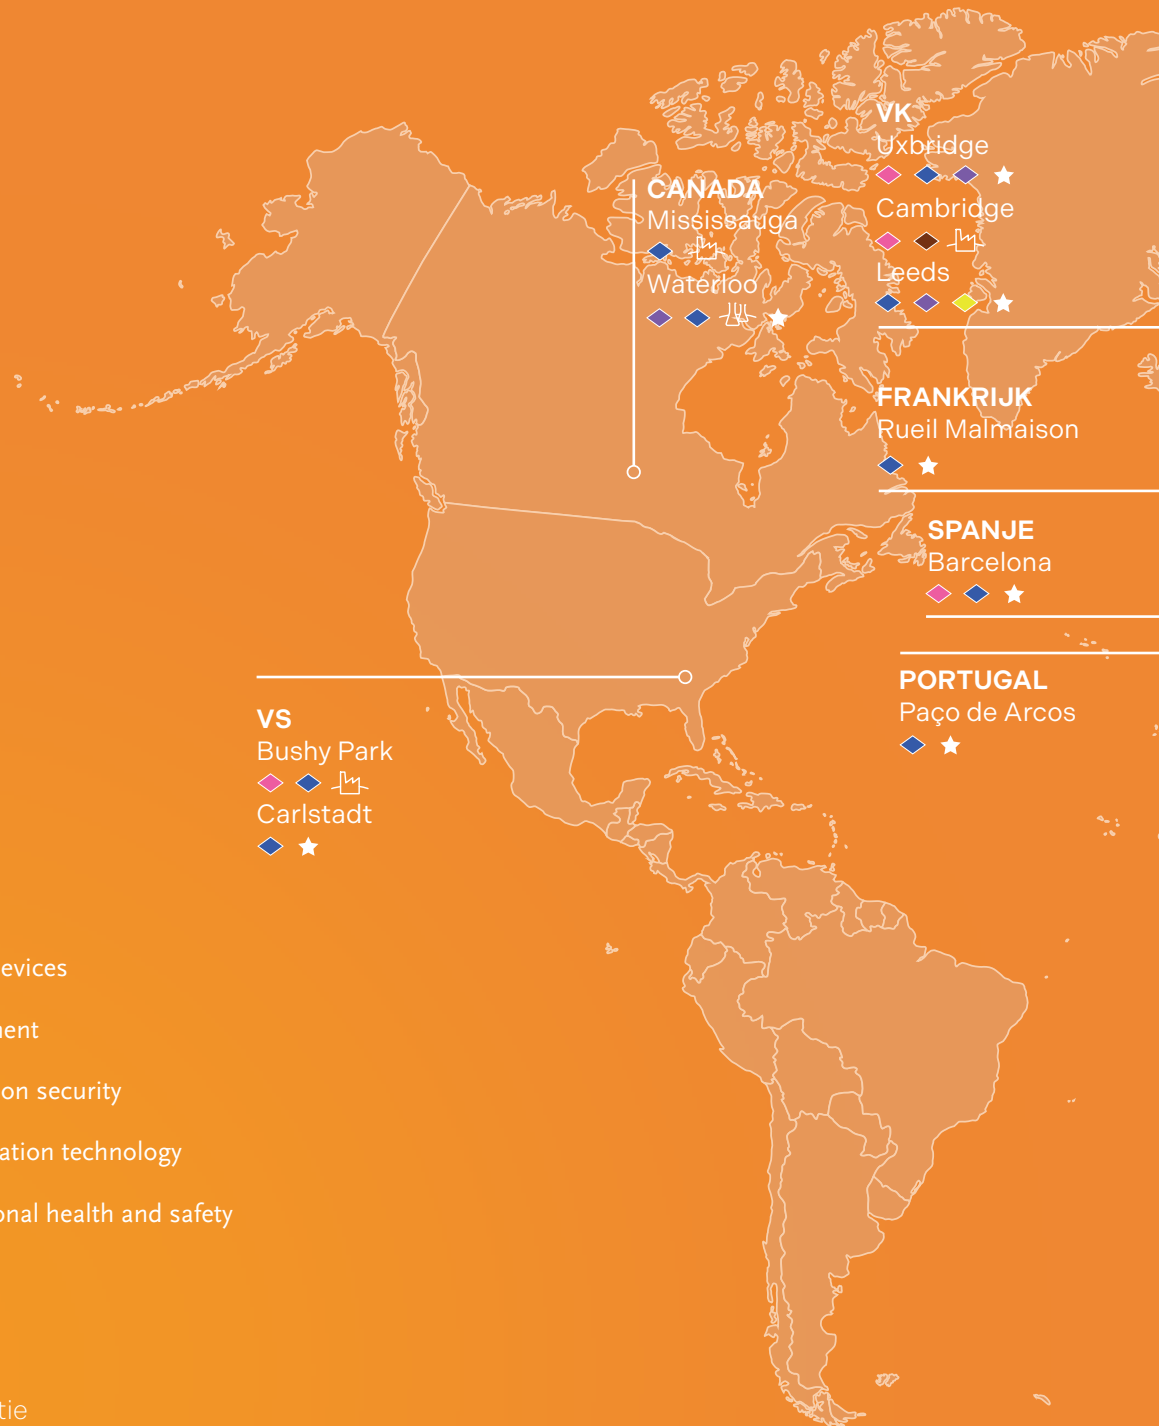 VK
Uxbridge
Cambridge
Leeds
CANADA
Mississauga
Waterloo
FRANKRIJK
Rueil Malmaison
SPANJE
Barcelona
PORTUGAL
Paço de Arcos
VS
Bushy Park
Carlstadt
evices
ent
on security
ation technology
onal health and safety
tie